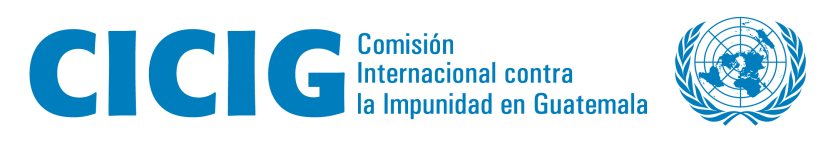 CICIG
Comisión
Internacional contra
la Impunidad en Guatemala